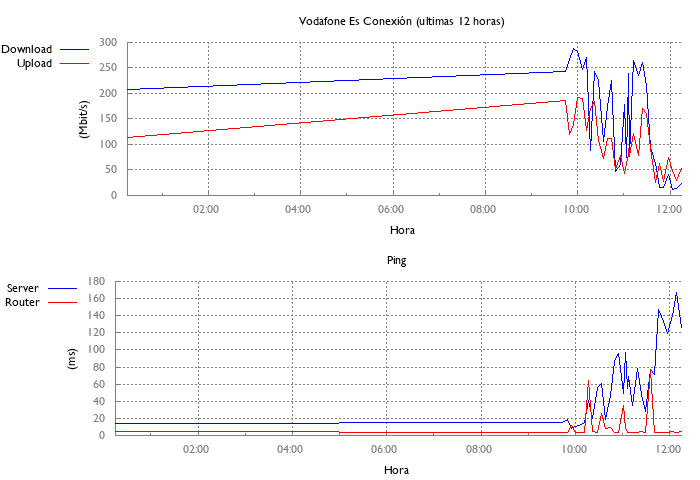 Vodafone Es Conexión (ultimas 12 horas)
Download
Upload
(Mbit/s)
300
250
200
150
100
50
0
02:00 04:00 06:00 08:00 10:00 12:00
Hora
Ping
Server
Router
(ms)
180
160
140
120
100
80
60
40
20
0
02:00 04:00 06:00 08:00 10:00 12:00
Hora